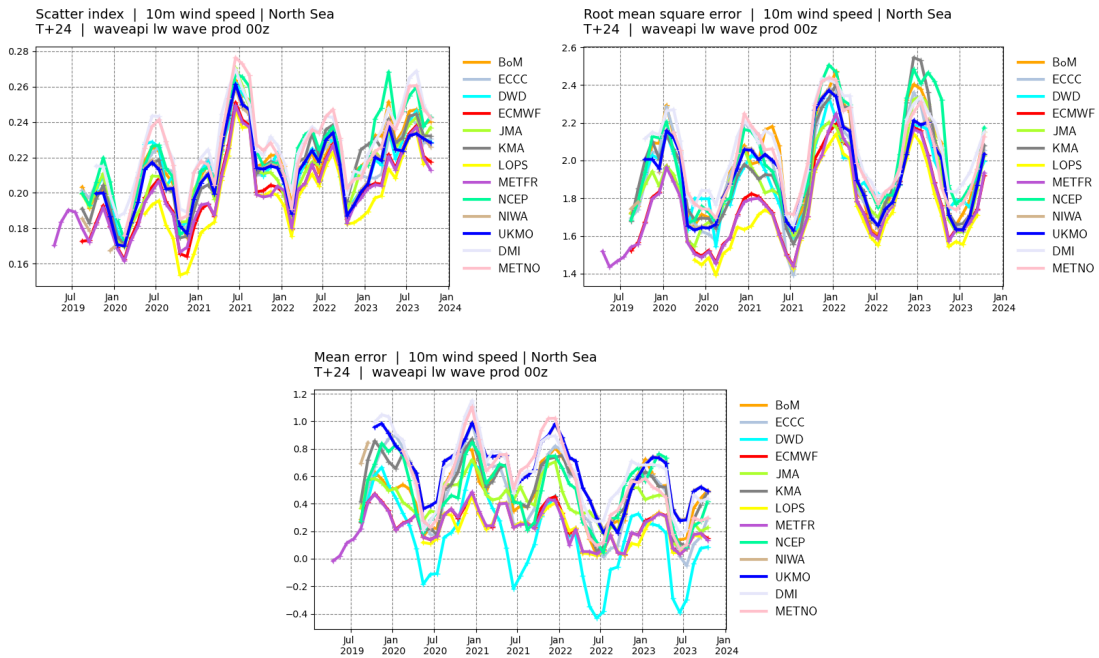 Scatter index | 10m wind speed | North Sea
T+24 | waveapi lw wave prod 00z
0.28
0.26
0.24
0.22
0.20
0.18
0.16
Jul
2019
Jan
2020
Jul
2020
Jan
2021
Jul
2021
Jan
2022
Jul
2022
Jan
2023
Jul
2023
Jan
2024
BoM
ECCC
DWD
ECMWF
JMA
KMA
LOPS
METFR
NCEP
NIWA
UKMO
DMI
METNO
Root mean square error | 10m wind speed | North Sea
T+24 | waveapi lw wave prod 00z
2.6
2.4
2.2
2.0
1.8
1.6
1.4
Jul
2019
Jan
2020
Jul
2020
Jan
2021
Jul
2021
Jan
2022
Jul
2022
Jan
2023
Jul
2023
Jan
2024
BoM
ECCC
DWD
ECMWF
JMA
KMA
LOPS
METFR
NCEP
NIWA
UKMO
DMI
METNO
Mean error | 10m wind speed | North Sea
T+24 | waveapi lw wave prod 00z
1.2
1.0
0.8
0.6
0.4
0.2
0.0
−0.2
−0.4
Jul
2019
Jan
2020
Jul
2020
Jan
2021
Jul
2021
Jan
2022
Jul
2022
Jan
2023
Jul
2023
Jan
2024
BoM
ECCC
DWD
ECMWF
JMA
KMA
LOPS
METFR
NCEP
NIWA
UKMO
DMI
METNO